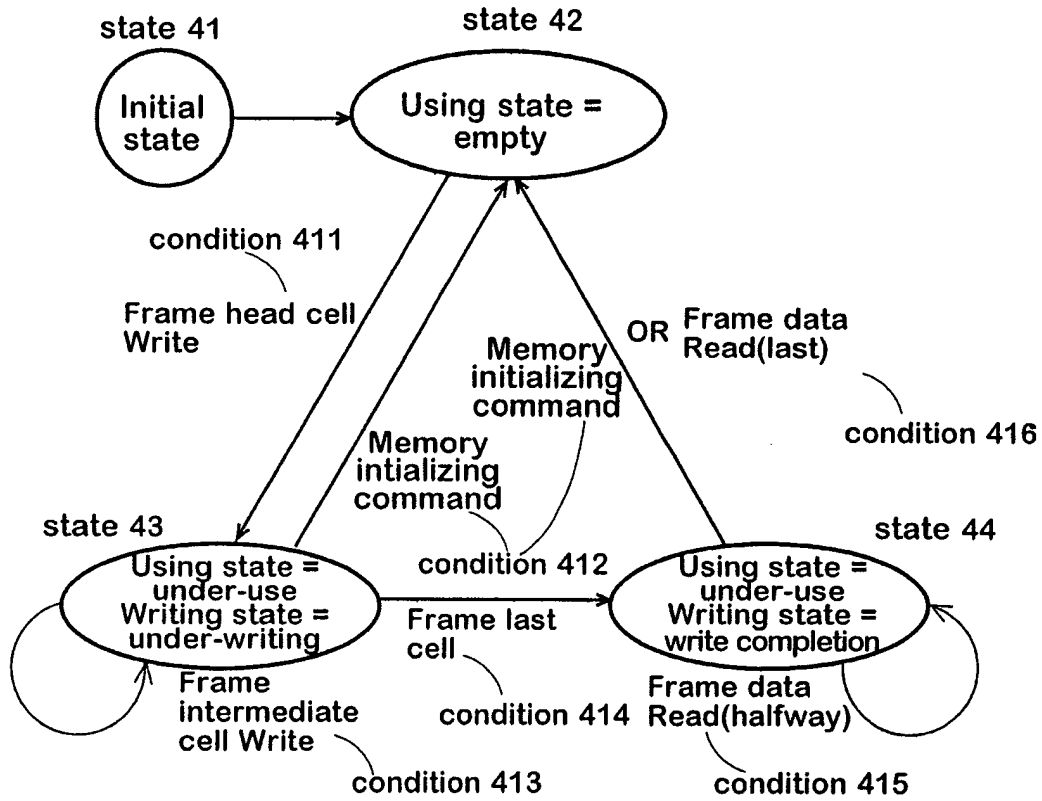 state 41
state 42
Initial
state
Using state =
empty
condition 411
Frame head cell
Write
OR Frame data
Read(last)
condition 416
Memory
initializing
command
Memory
intializing
command
condition 412
state 43
Using state =
under-use
Writing state =
under-writing
state 44
Using state =
under-use
Writing state =
write completion
Frame last
cell
condition 414
Frame
intermediate
cell Write
condition 413
Frame data
Read(halfway)
condition 415